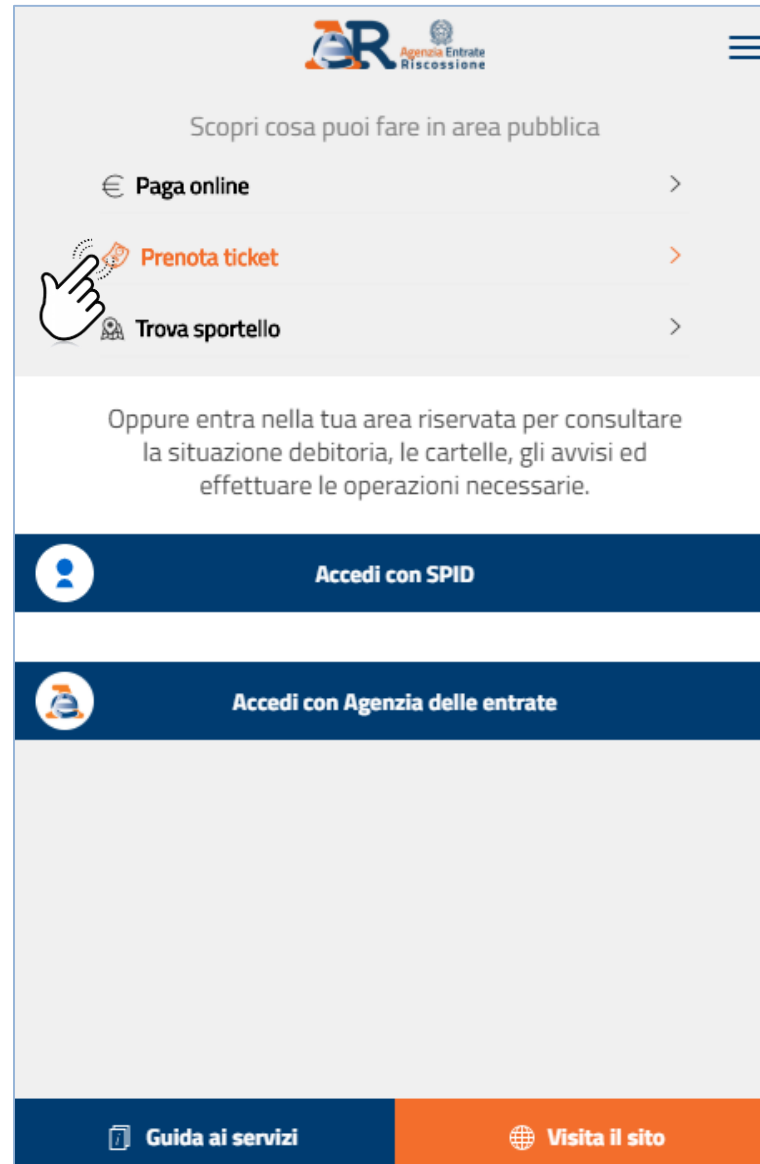 Agenzia Entrate
Riscossione
Scopri cosa puoi fare in area pubblica
Paga online
Prenota ticket
Trova sportello
Oppure entra nella tua area riservata per consultare
la situazione debitoria, le cartelle, gli avvisi ed
effettuare le operazioni necessarie.
Accedi con SPID
Accedi con Agenzia delle entrate
Guida ai servizi
Visita il sito